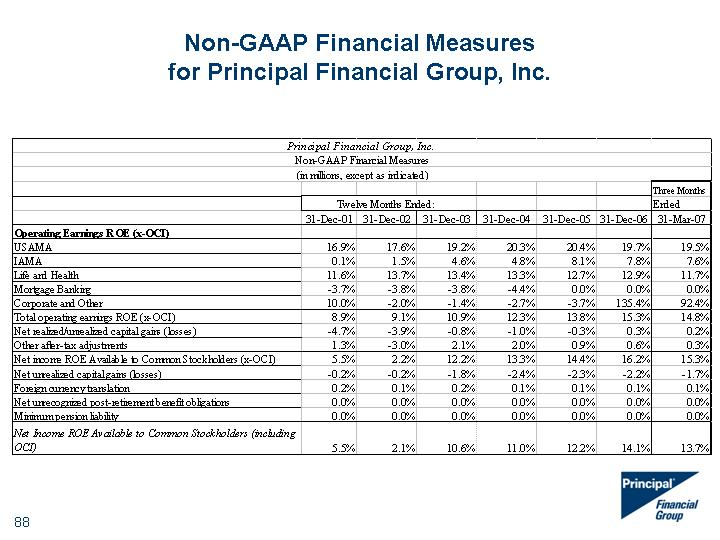 Non-GAAP Financial Measures
for Principal Financial Group, Inc.
Principal Financial Group, Inc.
Non-GAAP Financial Measures
(in millions, except as indicated)
Three Months
Twelve Months Ended: Ended
31-Dec-01 31-Dec-02 31-Dec-03 31-Dec-04 31-Dec-05 31-Dec-06 31-Mar-07
Operating Earnings ROE (x-OCI)
USAMA 16.9% 17.6% 19.2% 20.3% 20.4% 19.7% 19.5%
IAMA 0.1% 1.5% 4.6% 4.8% 8.1% 7.8% 7.6%
Life and Health 11.6% 13.7% 13.4% 13.3% 12.7% 12.9% 11.7%
Mortgage Banking -3.7% -3.8% -3.8% -4.4% 0.0% 0.0% 0.0%
Corporate and Other 10.0% -2.0% -1.4% -2.7% -3.7% 135.4% 92.4%
Total operating earnings ROE (x-OCI) 8.9% 9.1% 10.9% 12.3% 13.8% 15.3% 14.8%
Net realized/unrealized capital gains (losses) -4.7% -3.9% -0.8% -1.0% -0.3% 0.3% 0.2%
Other after-tax adjustments 1.3% -3.0% 2.1% 2.0% 0.9% 0.6% 0.3%
Net income ROE Available to Common Stockholders (x-OCI) 5.5% 2.2% 12.2% 13.3% 14.4% 16.2% 15.3%
Net unrealized capital gains (losses) -0.2% -0.2% -1.8% -2.4% -2.3% -2.2% -1.7%
Foreign currency translation 0.2% 0.1% 0.2% 0.1% 0.1% 0.1% 0.1%
Net unrecognized post-retirement benefit obligations 0.0% 0.0% 0.0% 0.0% 0.0% 0.0% 0.0%
Minimum pension liability 0.0% 0.0% 0.0% 0.0% 0.0% 0.0% 0.0%
Net Income ROE Available to Common Stockholders (including
OCI) 5.5% 2.1% 10.6% 11.0% 12.2% 14.1% 13.7%
Principal
Financial
Group
88